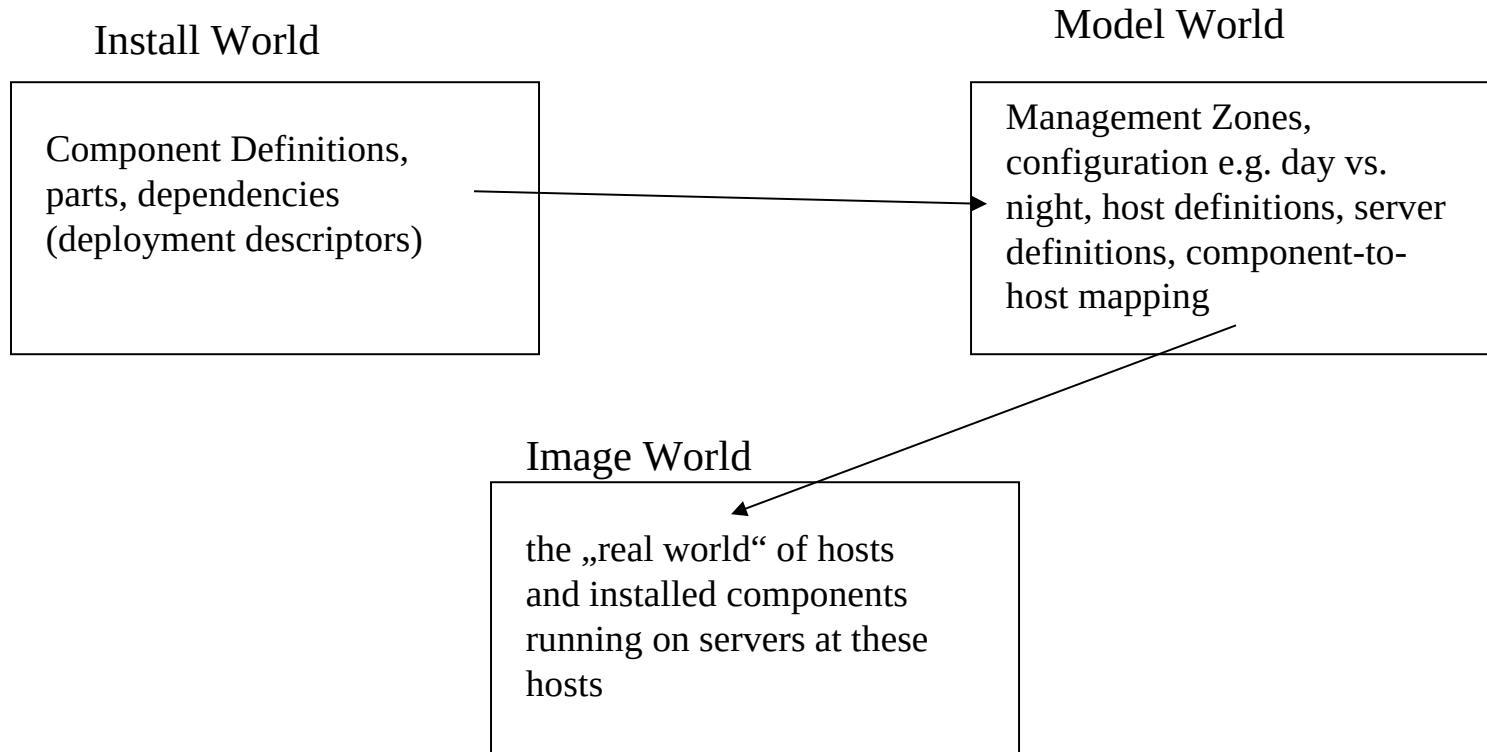 Install World
Component Definitions,
parts, dependencies
(deployment descriptors)
Model World
Management Zones,
configuration e.g. day vs.
night, host definitions, server
definitions, component-to-
host mapping
Image World
the „real world“ of hosts
and installed components
running on servers at these
hosts